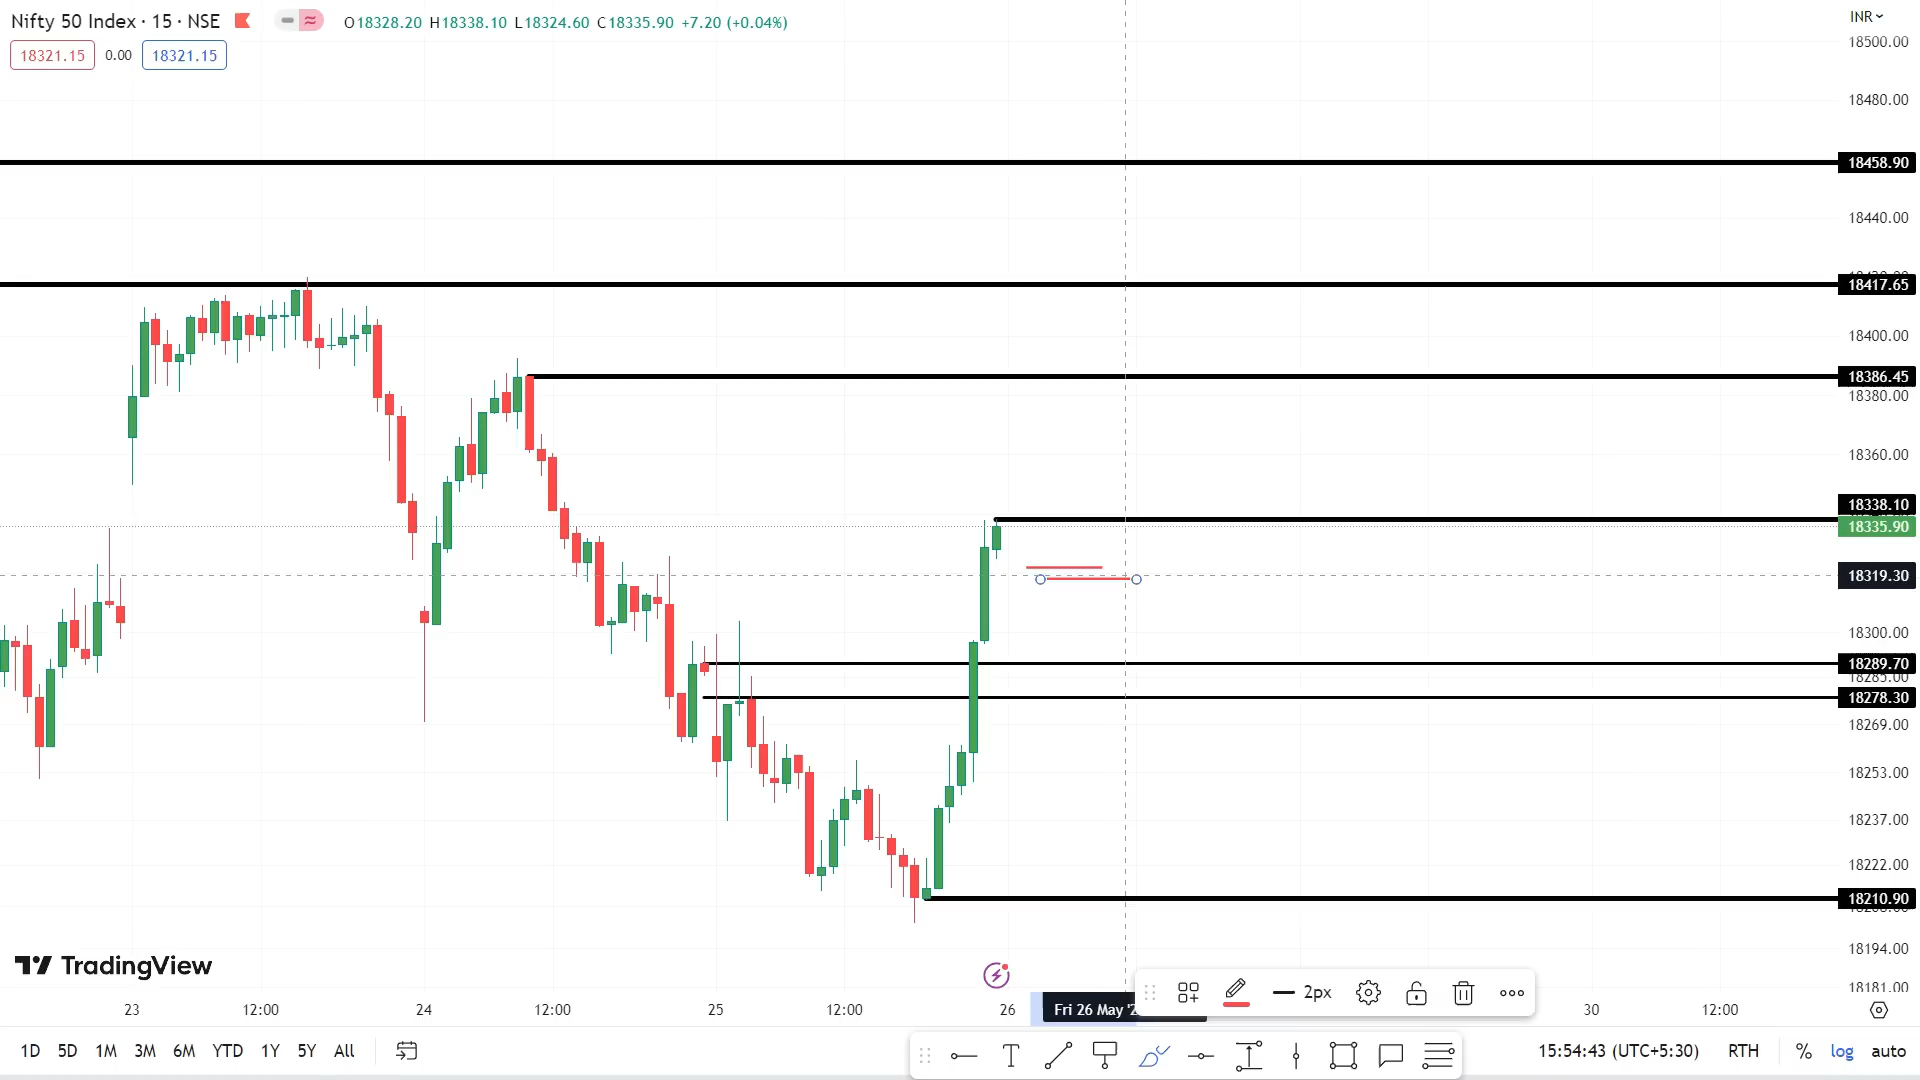 Nifty 50 Index · 15 · NSE
O18328.20 H18338.10 L18324.60 C18335.90 +7.20 (+0.04%)
INR
18321.15 0.00 18321.15
18500.00
18480.00
18458.90
18440.00
18417.65
18400.00
18386.45
18380.00
18360.00
18338.10
18335.90
18319.30
18300.00
18289.70
18285.00
18278.30
18269.00
18253.00
18237.00
18222.00
18210.90
18194.00
18181.00
TradingView
23 12:00 24 12:00 25 12:00 26 Fri 26 May '2 30 12:00
2px
1D 5D 1M 3M 6M YTD 1Y 5Y All
T
15:54:43 (UTC+5:30) RTH % log auto